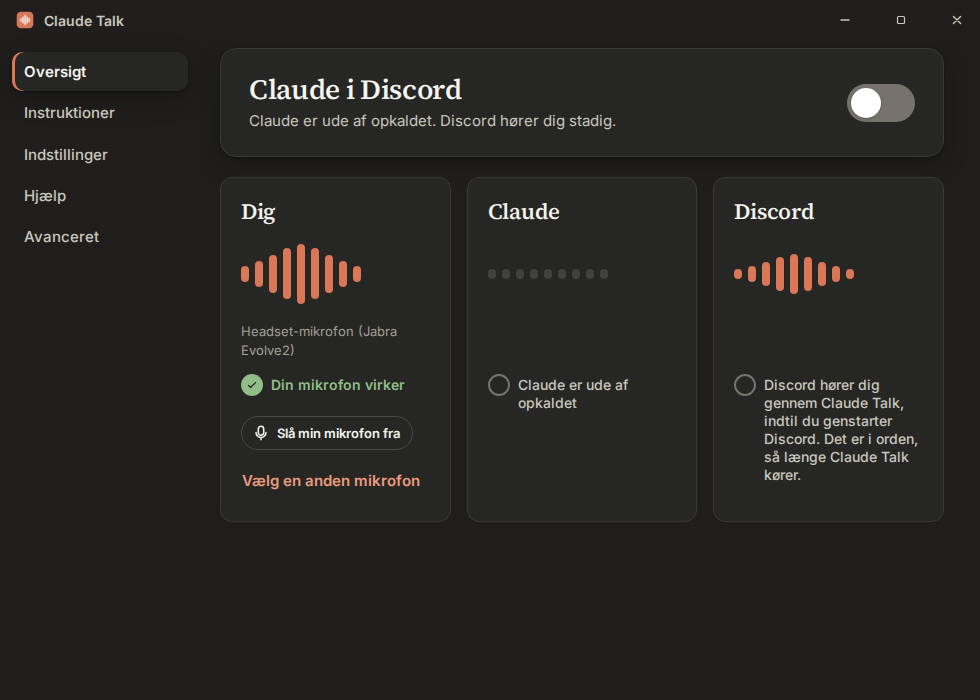 Claude Talk
Oversigt
Instruktioner
Indstillinger
Hjælp
Avanceret
Claude i Discord
Claude er ude af opkaldet. Discord hører dig stadig.
Dig
Headset-mikrofon (Jabra
Evolve2)
Din mikrofon virker
Slå min mikrofon fra
Vælg en anden mikrofon
Claude
Claude er ude af
opkaldet
Discord
Discord hører dig
gennem Claude Talk,
indtil du genstarter
Discord. Det er i orden,
så længe Claude Talk
kører.